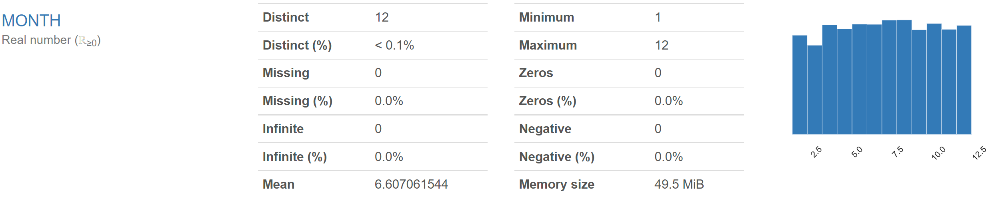 MONTH
Real number (ℝ≥0)
Distinct 12
Distinct (%) < 0.1%
Missing 0
Missing (%) 0.0%
Infinite 0
Infinite (%) 0.0%
Mean 6.607061544
Minimum 1
Maximum 12
Zeros 0
Zeros (%) 0.0%
Negative 0
Negative (%) 0.0%
Memory size 49.5 MiB
2.5 5.0 7.5 10.0 12.5